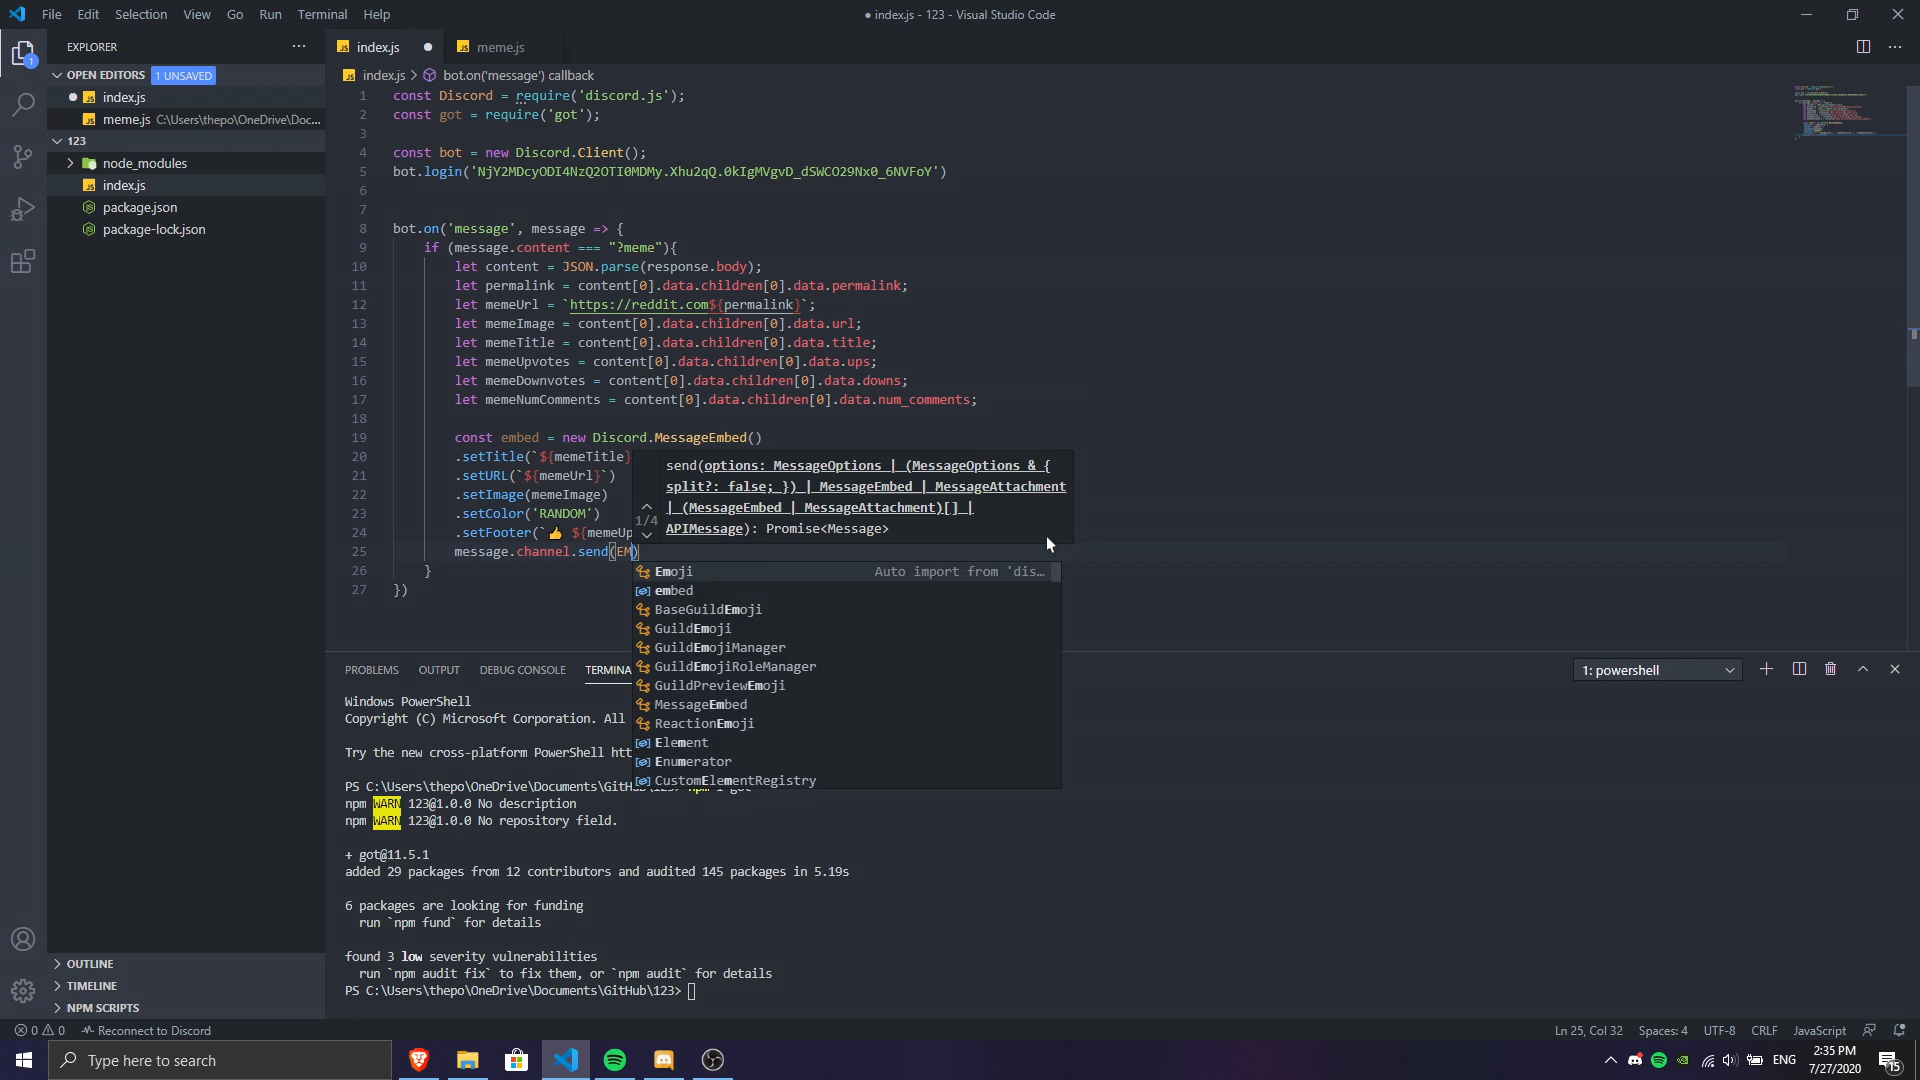 File Edit Selection View Go Run Terminal Help
● index.js - 123 - Visual Studio Code
EXPLORER
OPEN EDITORS 1 UNSAVED
index.js
meme.js C:\Users\thepo\OneDrive\Doc...
123
node_modules
index.js
package.json
package-lock.json
OUTLINE
TIMELINE
NPM SCRIPTS
index.js
meme.js
index.js > bot.on('message') callback
1 const Discord = require('discord.js');
2 const got = require('got');
3
4 const bot = new Discord.Client();
5 bot.login('NjY2MDcyODI4NzQ2OTI0MDMy.Xhu2qQ.0kIgMVgvD_dSWCO29Nx0_6NVFoY')
6
7
8 bot.on('message', message => {
9 if (message.content === "?meme"){
10 let content = JSON.parse(response.body);
11 let permalink = content[0].data.children[0].data.permalink;
12 let memeUrl = `https://reddit.com${permalink}`;
13 let memeImage = content[0].data.children[0].data.url;
14 let memeTitle = content[0].data.children[0].data.title;
15 let memeUpvotes = content[0].data.children[0].data.ups;
16 let memeDownvotes = content[0].data.children[0].data.downs;
17 let memeNumComments = content[0].data.children[0].data.num_comments;
18
19 const embed = new Discord.MessageEmbed()
20 .setTitle(`${memeTitle}
21 .setURL(`${memeUrl}`)
22 .setImage(memeImage)
23 .setColor('RANDOM')
24 .setFooter(`👍 ${memeUp
25 message.channel.send(EM)
26 }
27 })
1/4
send(options: MessageOptions | (MessageOptions & {
split?: false; }) | MessageEmbed | MessageAttachment
| (MessageEmbed | MessageAttachment)[] |
APIMessage): Promise<Message>
Emoji Auto import from 'dis...
embed
BaseGuildEmoji
GuildEmoji
GuildEmojiManager
GuildEmojiRoleManager
GuildPreviewEmoji
MessageEmbed
ReactionEmoji
Element
Enumerator
CustomElementRegistry
PROBLEMS OUTPUT DEBUG CONSOLE TERMINA
1: powershell
Windows PowerShell
Copyright (C) Microsoft Corporation. All
Try the new cross-platform PowerShell htt
PS C:\Users\thepo\OneDrive\Documents\GitHub\123> npm i got
npm WARN 123@1.0.0 No description
npm WARN 123@1.0.0 No repository field.
+ got@11.5.1
added 29 packages from 12 contributors and audited 145 packages in 5.19s
6 packages are looking for funding
run `npm fund` for details
found 3 low severity vulnerabilities
run `npm audit fix` to fix them, or `npm audit` for details
PS C:\Users\thepo\OneDrive\Documents\GitHub\123>
0 0 Reconnect to Discord
Ln 25, Col 32 Spaces: 4 UTF-8 CRLF JavaScript
Type here to search
ENG
2:35 PM
7/27/2020
15